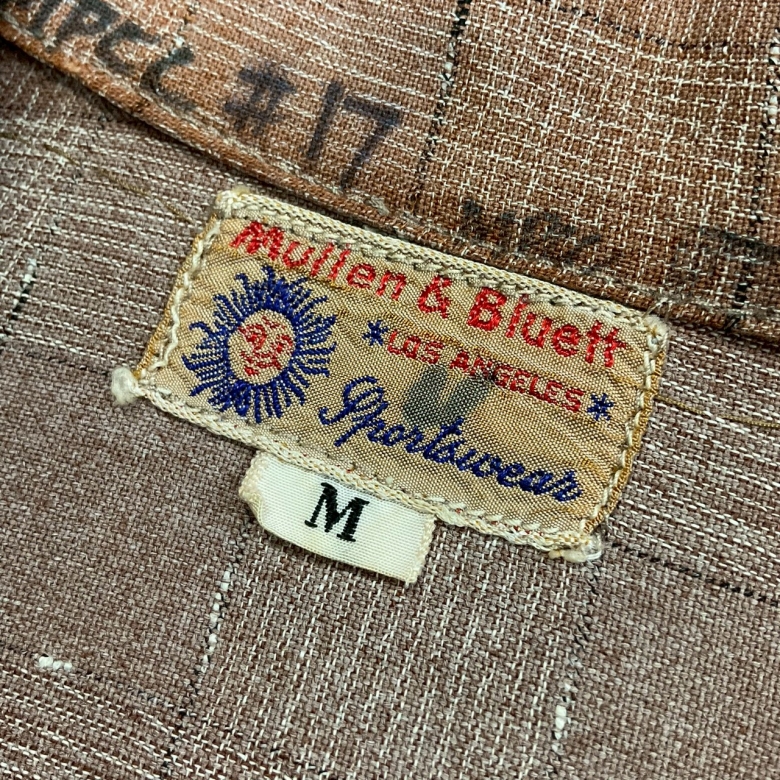 #17
Mullen & Bluett
*LOS ANGELES*
Sportswear
M